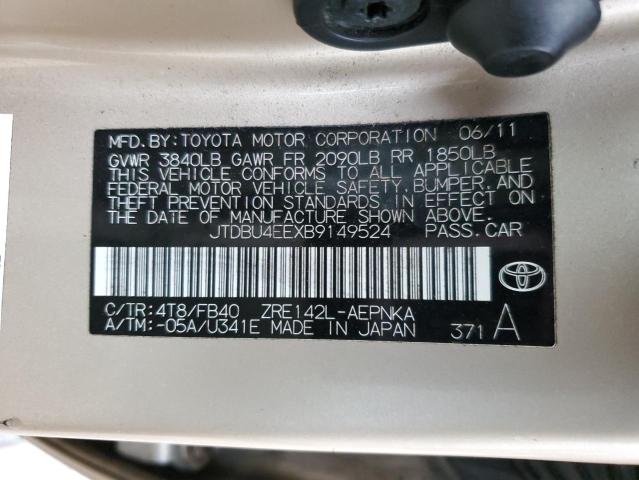 MFD. BY: TOYOTA MOTOR CORPORATION 06/11
GVWR 3840LB GAWR FR 2090LB RR 1850LB
THIS VEHICLE CONFORMS TO ALL APPLICABLE
FEDERAL MOTOR VEHICLE SAFETY, BUMPER, AND
THEFT PREVENTION STANDARDS IN EFFECT ON
THE DATE OF MANUFACTURE SHOWN ABOVE.
JTDBU4EEXB9149524 PASS. CAR
C/TR: 4T8/FB40 ZRE142L-AEPNKA
A/TM: -05A/U341E MADE IN JAPAN 371 A